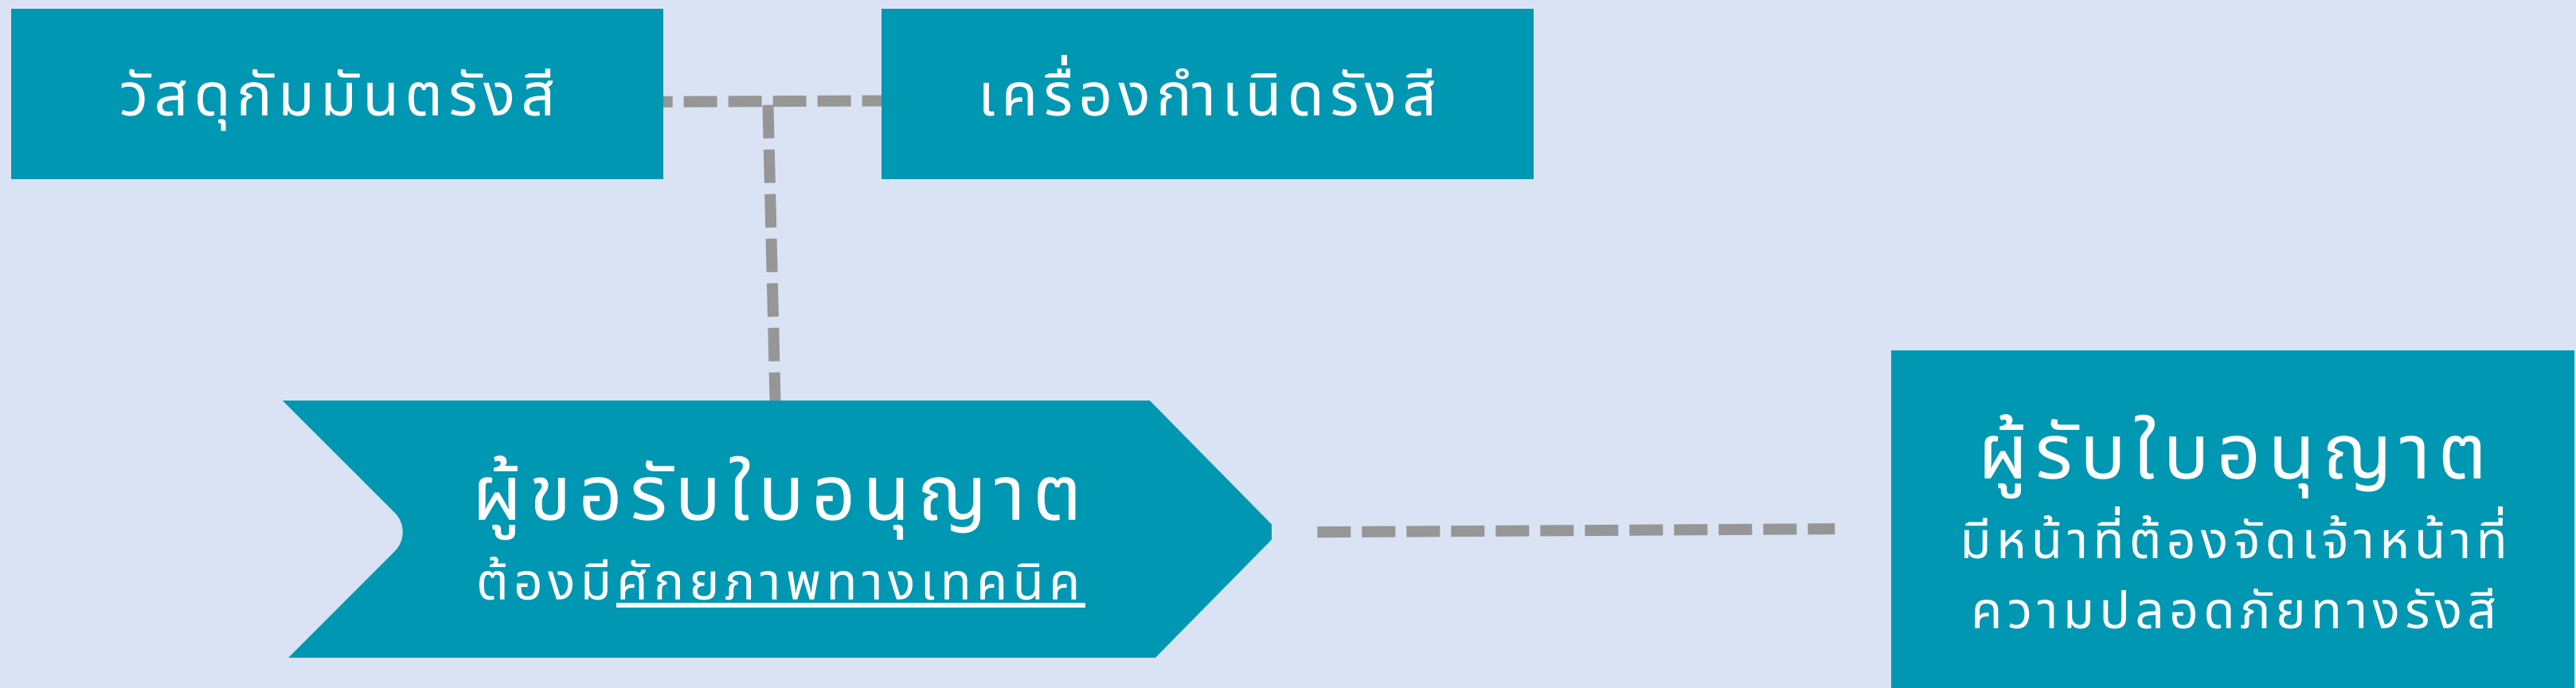 วัสดุกัมมันตรังสี
เครื่องกำเนิดรังสี
ผู้ขอรับใบอนุญาต
ต้องมีศักยภาพทางเทคนิค
ผู้รับใบอนุญาต
มีหน้าที่ต้องจัดเจ้าหน้าที่
ความปลอดภัยทางรังสี